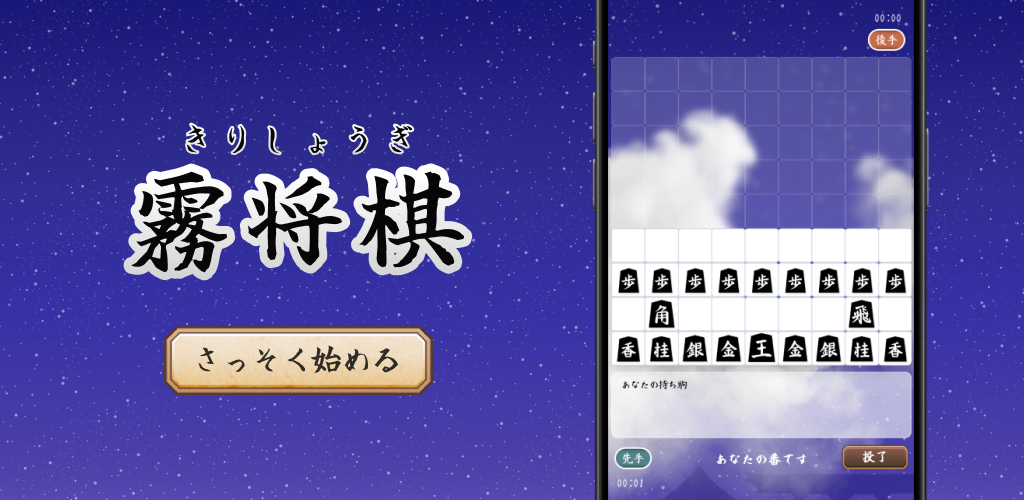 きりしょうぎ
霧将棋
さっそく始める
00:00
後手
歩歩歩歩歩歩歩歩歩
角飛
香桂銀金王金銀桂香
あなたの持ち駒
先手
あなたの番です
投了
00:01